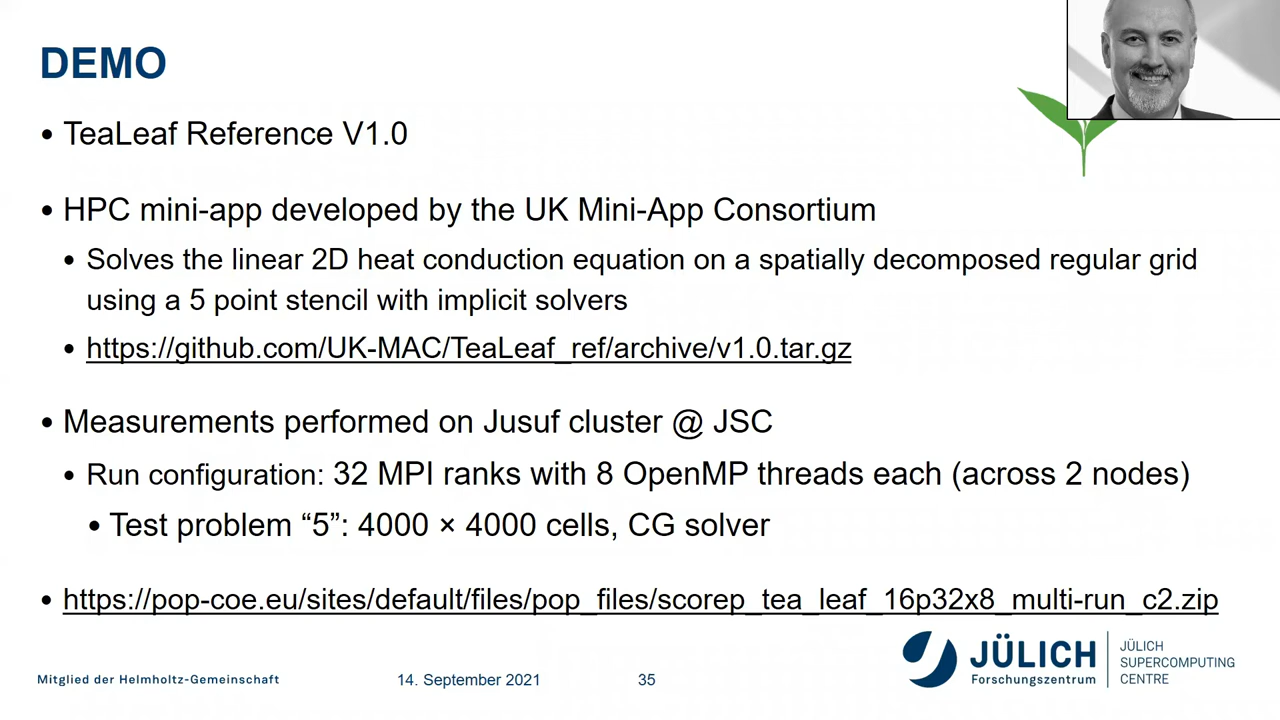 DEMO
• TeaLeaf Reference V1.0
• HPC mini-app developed by the UK Mini-App Consortium
• Solves the linear 2D heat conduction equation on a spatially decomposed regular grid
using a 5 point stencil with implicit solvers
• https://github.com/UK-MAC/TeaLeaf_ref/archive/v1.0.tar.gz
• Measurements performed on Jusuf cluster @ JSC
• Run configuration: 32 MPI ranks with 8 OpenMP threads each (across 2 nodes)
• Test problem “5”: 4000 × 4000 cells, CG solver
• https://pop-coe.eu/sites/default/files/pop_files/scorep_tea_leaf_16p32x8_multi-run_c2.zip
Mitglied der Helmholtz-Gemeinschaft
14. September 2021
35
JÜLICH
Forschungszentrum
JÜLICH
SUPERCOMPUTING
CENTRE